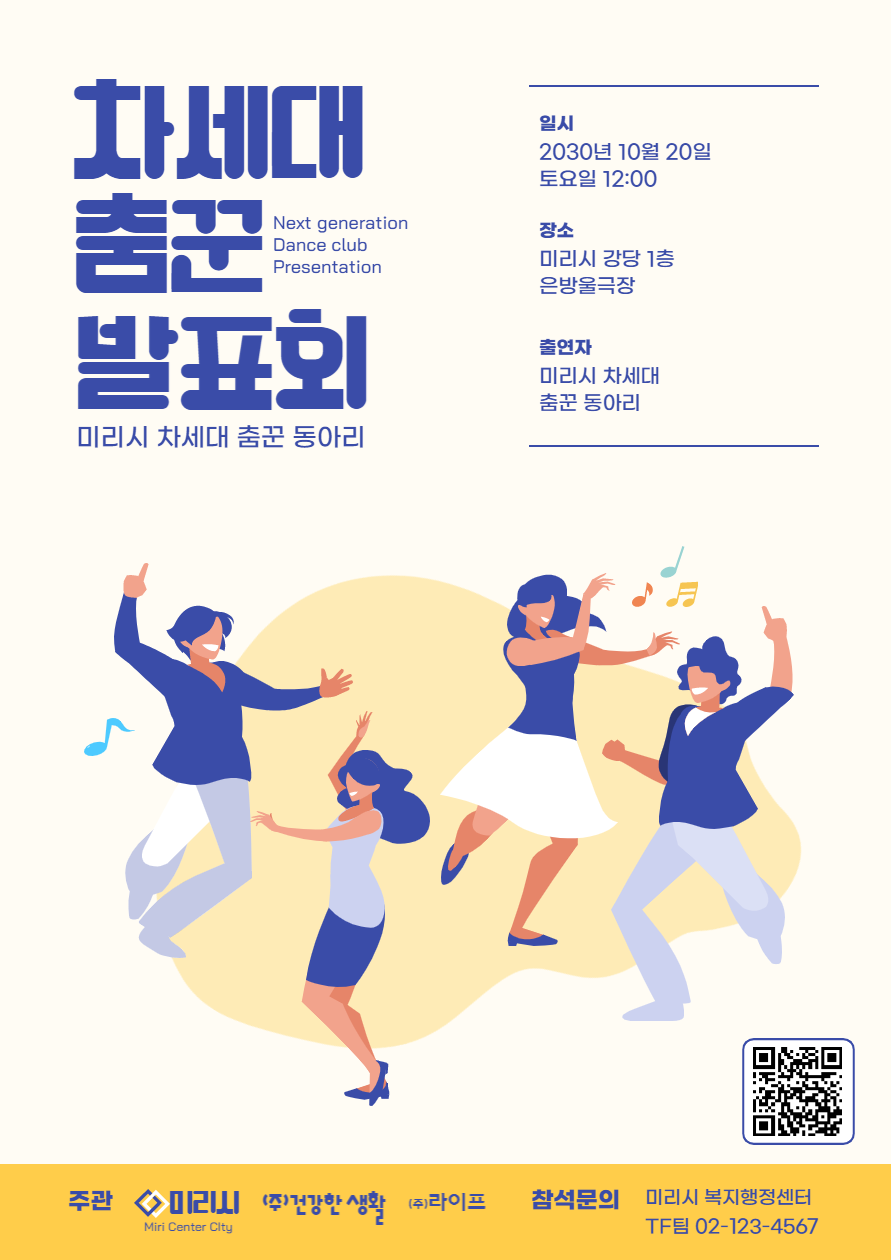 차세대
춤꾼
Next generation
Dance club
Presentation
발표회
미리시 차세대 춤꾼 동아리
일시
2030년 10월 20일
토요일 12:00
장소
미리시 강당 1층
은방울극장
출연자
미리시 차세대
춤꾼 동아리
주관
미리시
Miri Center City
(주)건강한 생활
(주)라이프
참석문의
미리시 복지행정센터
TF팀 02-123-4567